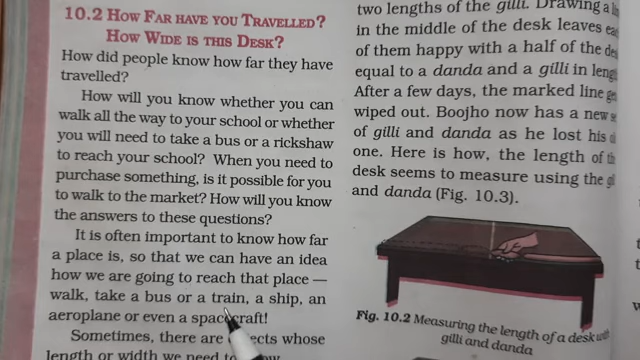 10.2 HOW FAR HAVE YOU TRAVELLED?
HOW WIDE IS THIS DESK?
How did people know how far they have
travelled?
How will you know whether you can
walk all the way to your school or whether
you will need to take a bus or a rickshaw
to reach your school? When you need to
purchase something, is it possible for you
to walk to the market? How will you know
the answers to these questions?
It is often important to know how far
a place is, so that we can have an idea
how we are going to reach that place —
walk, take a bus or a train, a ship, an
aeroplane or even a spacecraft!
Sometimes, there are whose
length or width we need to
two lengths of the gilli. Drawing a
in the middle of the desk leaves
of them happy with a half of the
equal to a danda and a gilli in
After a few days, the marked line
wiped out. Boojho now has a new
of gilli and danda as he lost his
one. Here is how, the length of
desk seems to measure using the
and danda (Fig. 10.3).
Fig. 10.2 Measuring the length of a desk with
gilli and danda